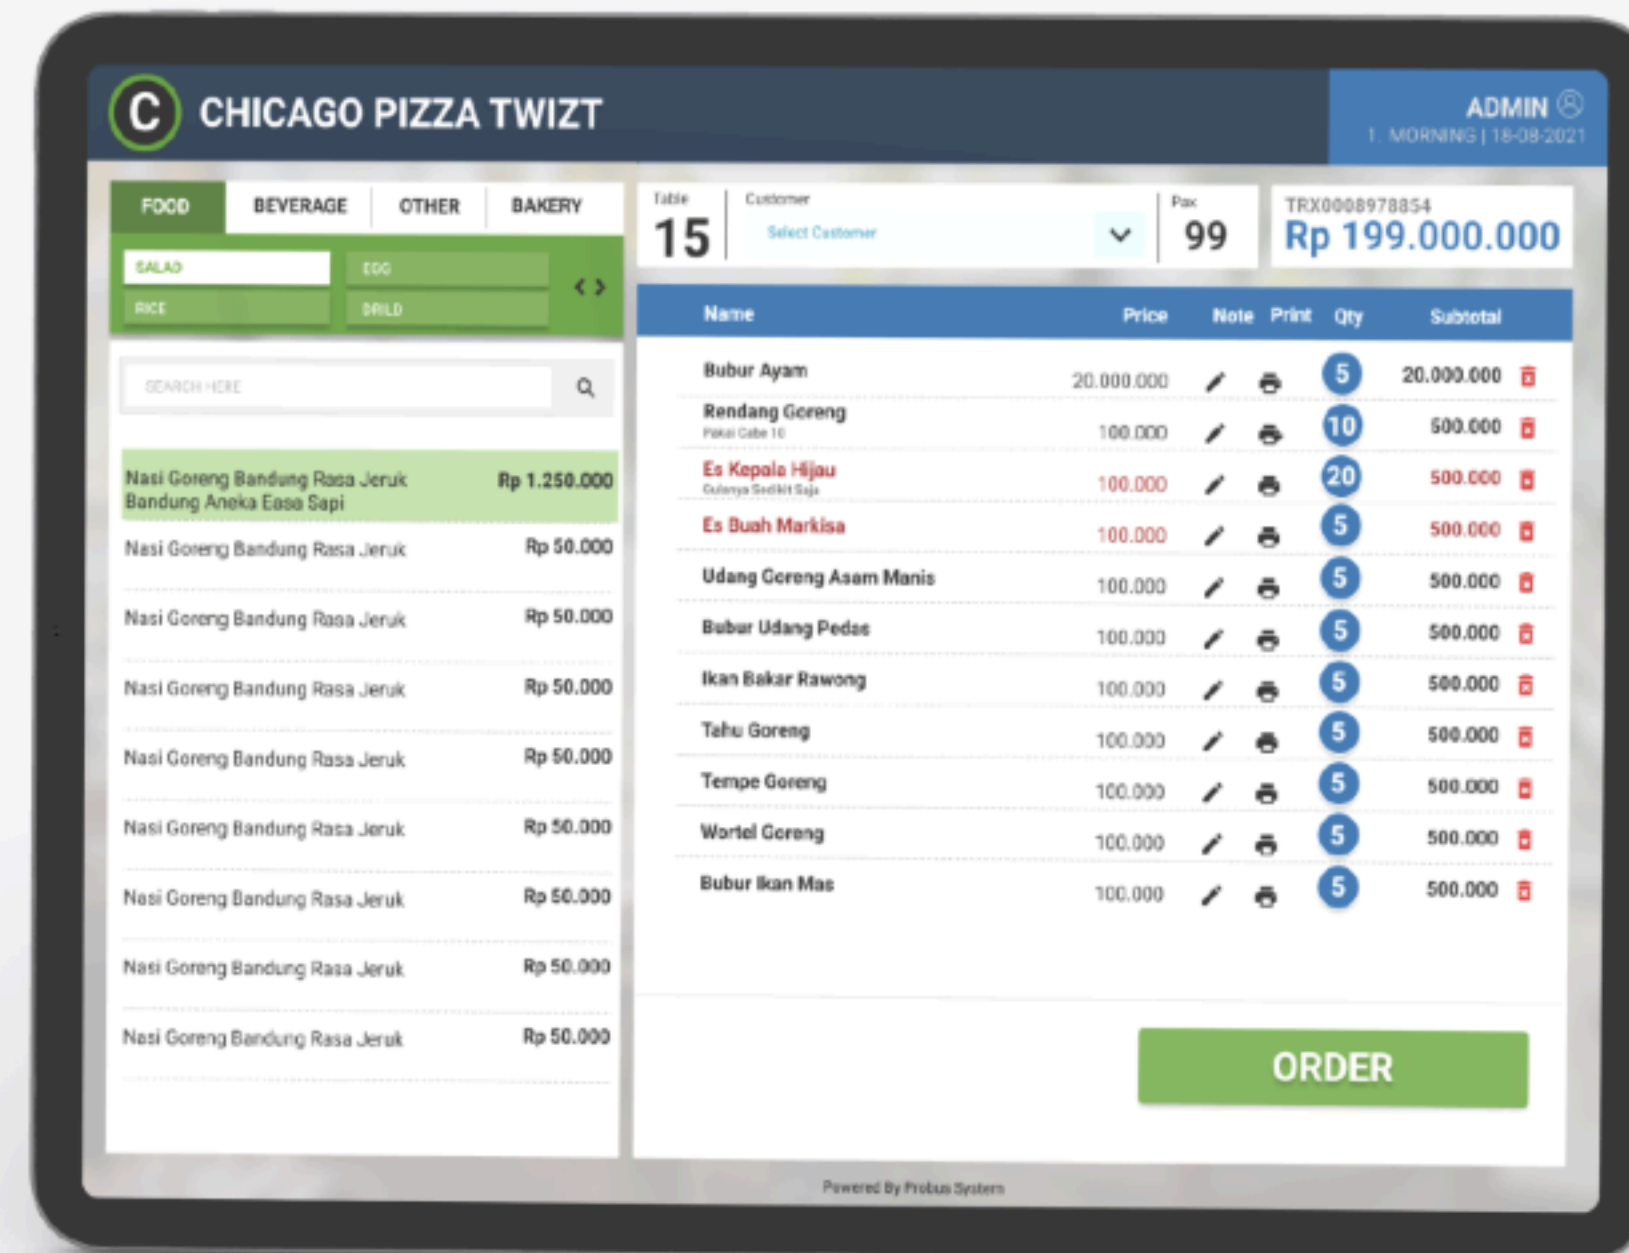 C CHICAGO PIZZA TWIZT
ADMIN
1. MORNING | 18-08-2021
FOOD BEVERAGE OTHER BAKERY
SALAD EGG
RICE DRILD
SEARCH HERE
Nasi Goreng Bandung Rasa Jeruk Rp 1.250.000
Bandung Aneka Easa Sapi
Nasi Goreng Bandung Rasa Jeruk Rp 50.000
Nasi Goreng Bandung Rasa Jeruk Rp 50.000
Nasi Goreng Bandung Rasa Jeruk Rp 50.000
Nasi Goreng Bandung Rasa Jeruk Rp 50.000
Nasi Goreng Bandung Rasa Jeruk Rp 50.000
Nasi Goreng Bandung Rasa Jeruk Rp 50.000
Nasi Goreng Bandung Rasa Jeruk Rp 50.000
Nasi Goreng Bandung Rasa Jeruk Rp 50.000
Table Customer Pax
15 Select Customer 99
TRX0008978854
Rp 199.000.000
Name Price Note Print Qty Subtotal
Bubur Ayam 20.000.000 5 20.000.000
Rendang Goreng 100.000 10 500.000
Pakai Cabe 10
Es Kepala Hijau 100.000 20 500.000
Gulanya Sedikit Saja
Es Buah Markisa 100.000 5 500.000
Udang Goreng Asam Manis 100.000 5 500.000
Bubur Udang Pedas 100.000 5 500.000
Ikan Bakar Rawong 100.000 5 500.000
Tahu Goreng 100.000 5 500.000
Tempe Goreng 100.000 5 500.000
Wortel Goreng 100.000 5 500.000
Bubur Ikan Mas 100.000 5 500.000
ORDER
Powered By Probus System